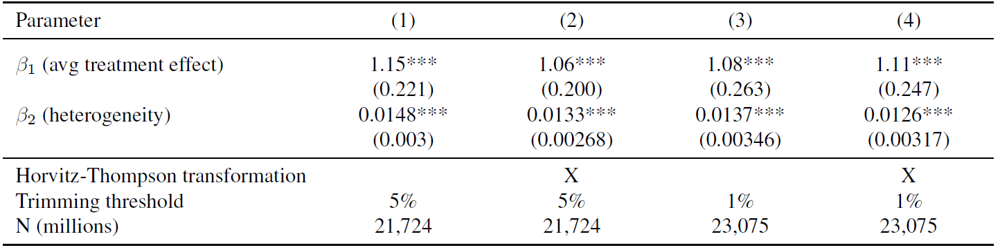 Parameter (1) (2) (3) (4)
β₁ (avg treatment effect) 1.15*** 1.06*** 1.08*** 1.11***
(0.221) (0.200) (0.263) (0.247)
β₂ (heterogeneity) 0.0148*** 0.0133*** 0.0137*** 0.0126***
(0.003) (0.00268) (0.00346) (0.00317)
Horvitz-Thompson transformation X X
Trimming threshold 5% 5% 1% 1%
N (millions) 21,724 21,724 23,075 23,075